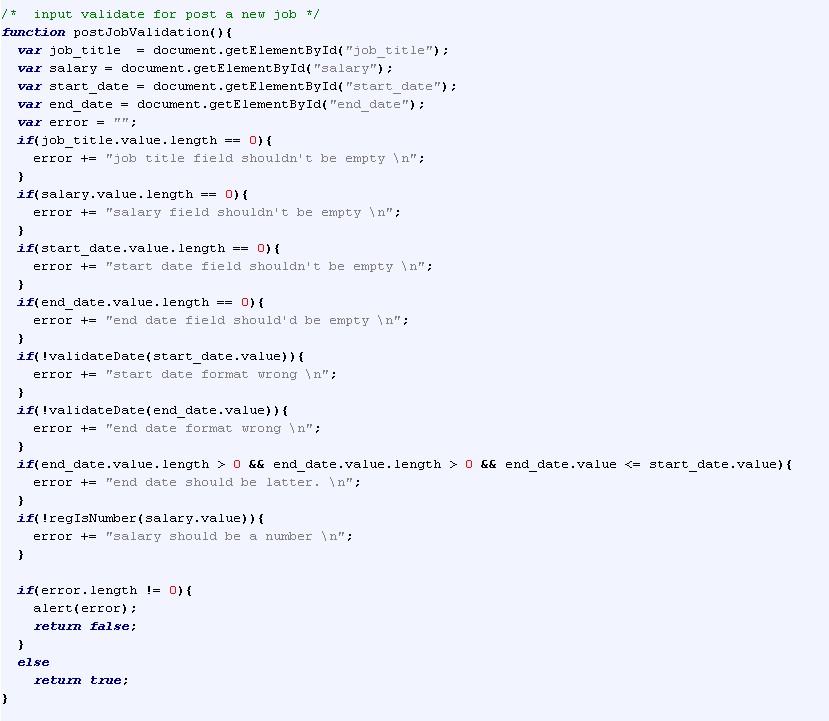 /*  input validate for post a new job */
function postJobValidation(){
  var job_title  = document.getElementById("job_title");
  var salary = document.getElementById("salary");
  var start_date = document.getElementById("start_date");
  var end_date = document.getElementById("end_date");
  var error = "";
  if(job_title.value.length == 0){
    error += "job title field shouldn't be empty \n";
  }
  if(salary.value.length == 0){
    error += "salary field shouldn't be empty \n";
  }
  if(start_date.value.length == 0){
    error += "start date field shouldn't be empty \n";
  }
  if(end_date.value.length == 0){
    error += "end date field should'd be empty \n";
  }
  if(!validateDate(start_date.value)){
    error += "start date format wrong \n";
  }
  if(!validateDate(end_date.value)){
    error += "end date format wrong \n";
  }
  if(end_date.value.length > 0 && end_date.value.length > 0 && end_date.value <= start_date.value){
    error += "end date should be latter. \n";
  }
  if(!regIsNumber(salary.value)){
    error += "salary should be a number \n";
  }

  if(error.length != 0){
    alert(error);
    return false;
  }
  else
    return true;
}